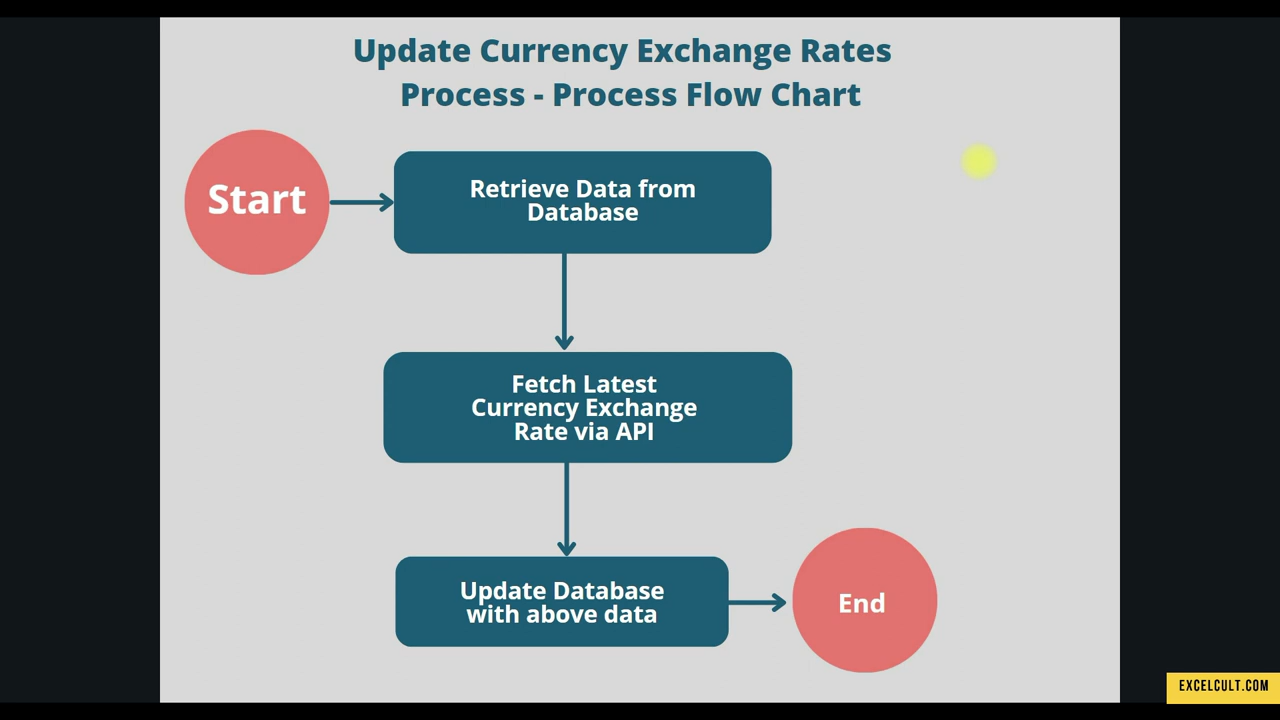 Update Currency Exchange Rates
Process - Process Flow Chart
Start
Retrieve Data from
Database
Fetch Latest
Currency Exchange
Rate via API
Update Database
with above data
End
EXCELCULT.COM